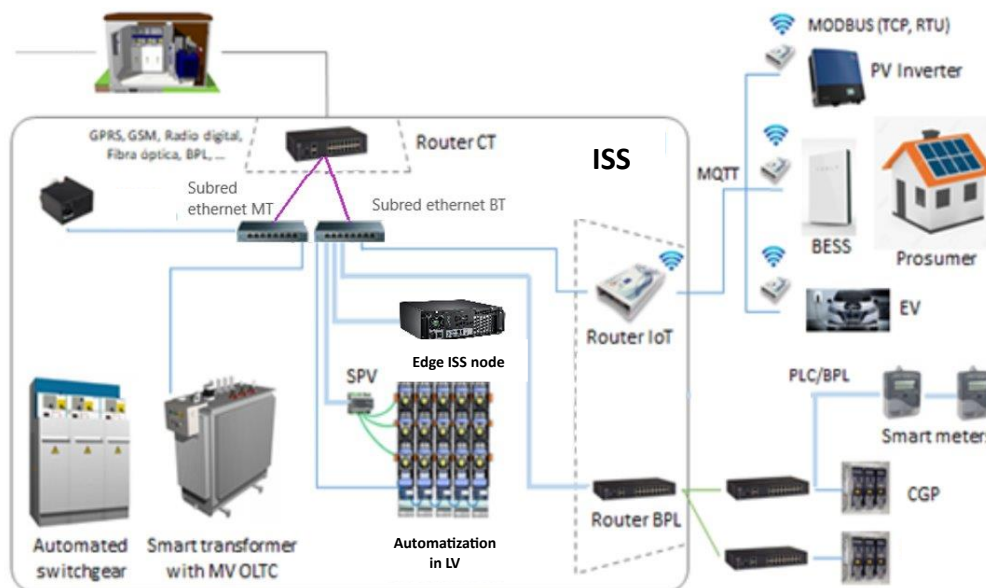 MODBUS (TCP, RTU)
PV Inverter
GPRS, GSM, Radio digital,
Fibra óptica, BPL, ...
Router CT
ISS
MQTT
Subred
ethernet MT
Subred ethernet BT
BESS
Prosumer
Router IoT
EV
Edge ISS node
SPV
PLC/BPL
Smart meters
CGP
Router BPL
Automated
switchgear
Smart transformer
with MV OLTC
Automatization
in LV